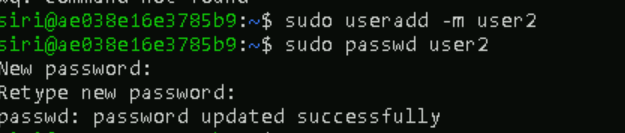 wq: command not found
siri@ae038e16e3785b9:~$ sudo useradd -m user2
siri@ae038e16e3785b9:~$ sudo passwd user2
New password:
Retype new password:
passwd: password updated successfully